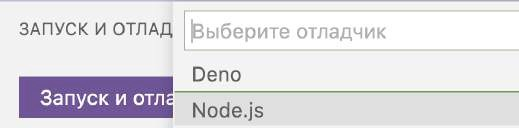 ЗАПУСК И ОТЛАД
Выберите отладчик
Deno
Запуск и отла
Node.js